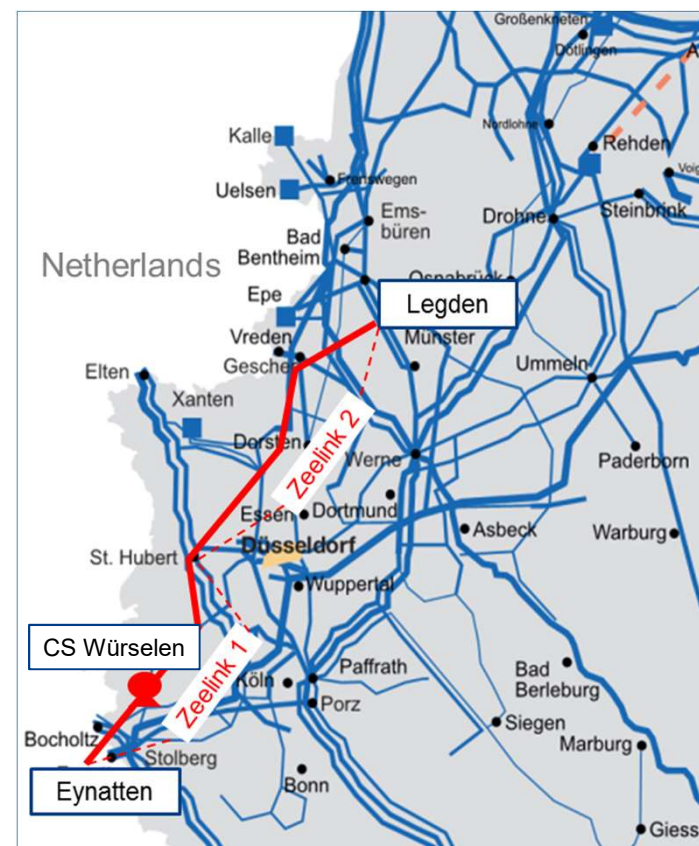 Großenkneten
Dötlingen
A
Kalle
Nordlohne
Rehden
Uelsen
Frenswegen
Voig
Ems-
büren
Drohne
Steinbrink
Bad
Bentheim
Netherlands
Osnabrück
Epe
Legden
Vreden
Münster
Gescher
Elten
Ummeln
Xanten
Zeelink 2
Dorsten
Werne
Paderborn
Essen
Dortmund
Asbeck
Warburg
St. Hubert
Düsseldorf
Wuppertal
CS Würselen
Zeelink 1
Köln
Paffrath
Bad
Berleburg
Porz
Bocholtz
Siegen
Stolberg
Marburg
Eynatten
Bonn
Giess